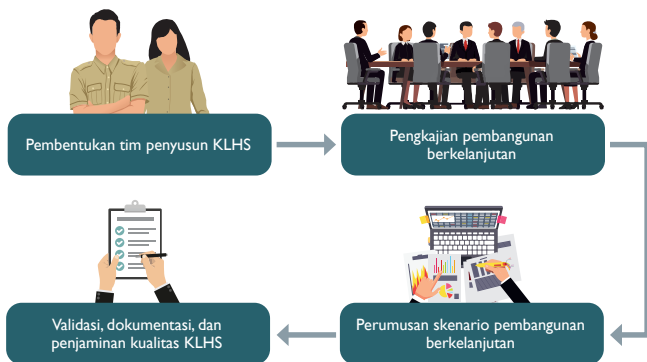 Pembentukan tim penyusun KLHS
Pengkajian pembangunan
berkelanjutan
Perumusan skenario pembangunan
berkelanjutan
Validasi, dokumentasi, dan
penjaminan kualitas KLHS